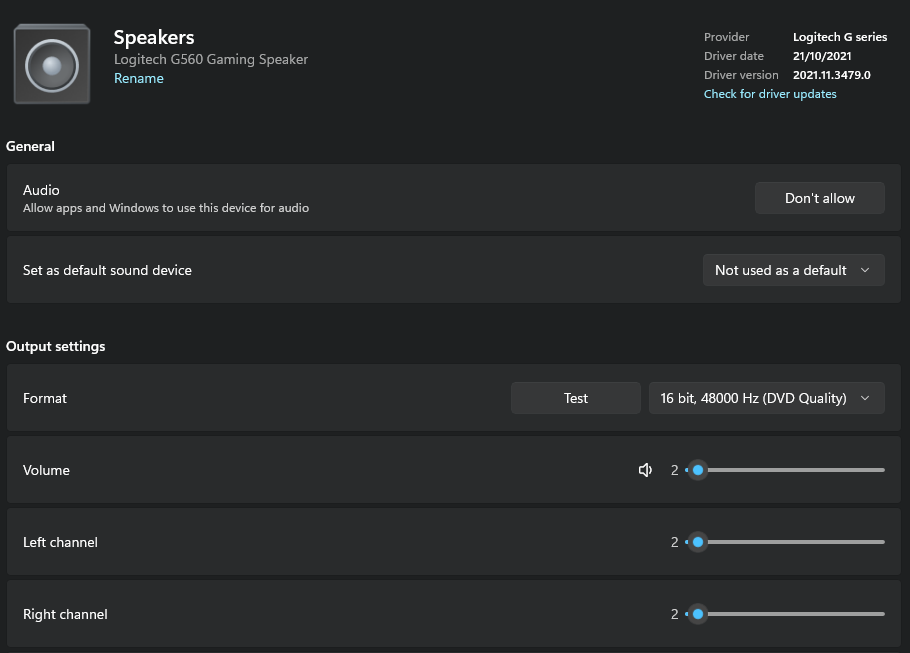 Speakers
Logitech G560 Gaming Speaker
Rename
Provider Logitech G series
Driver date 21/10/2021
Driver version 2021.11.3479.0
Check for driver updates
General
Audio
Allow apps and Windows to use this device for audio
Don't allow
Set as default sound device
Not used as a default
Output settings
Format
Test
16 bit, 48000 Hz (DVD Quality)
Volume
2
Left channel
2
Right channel
2